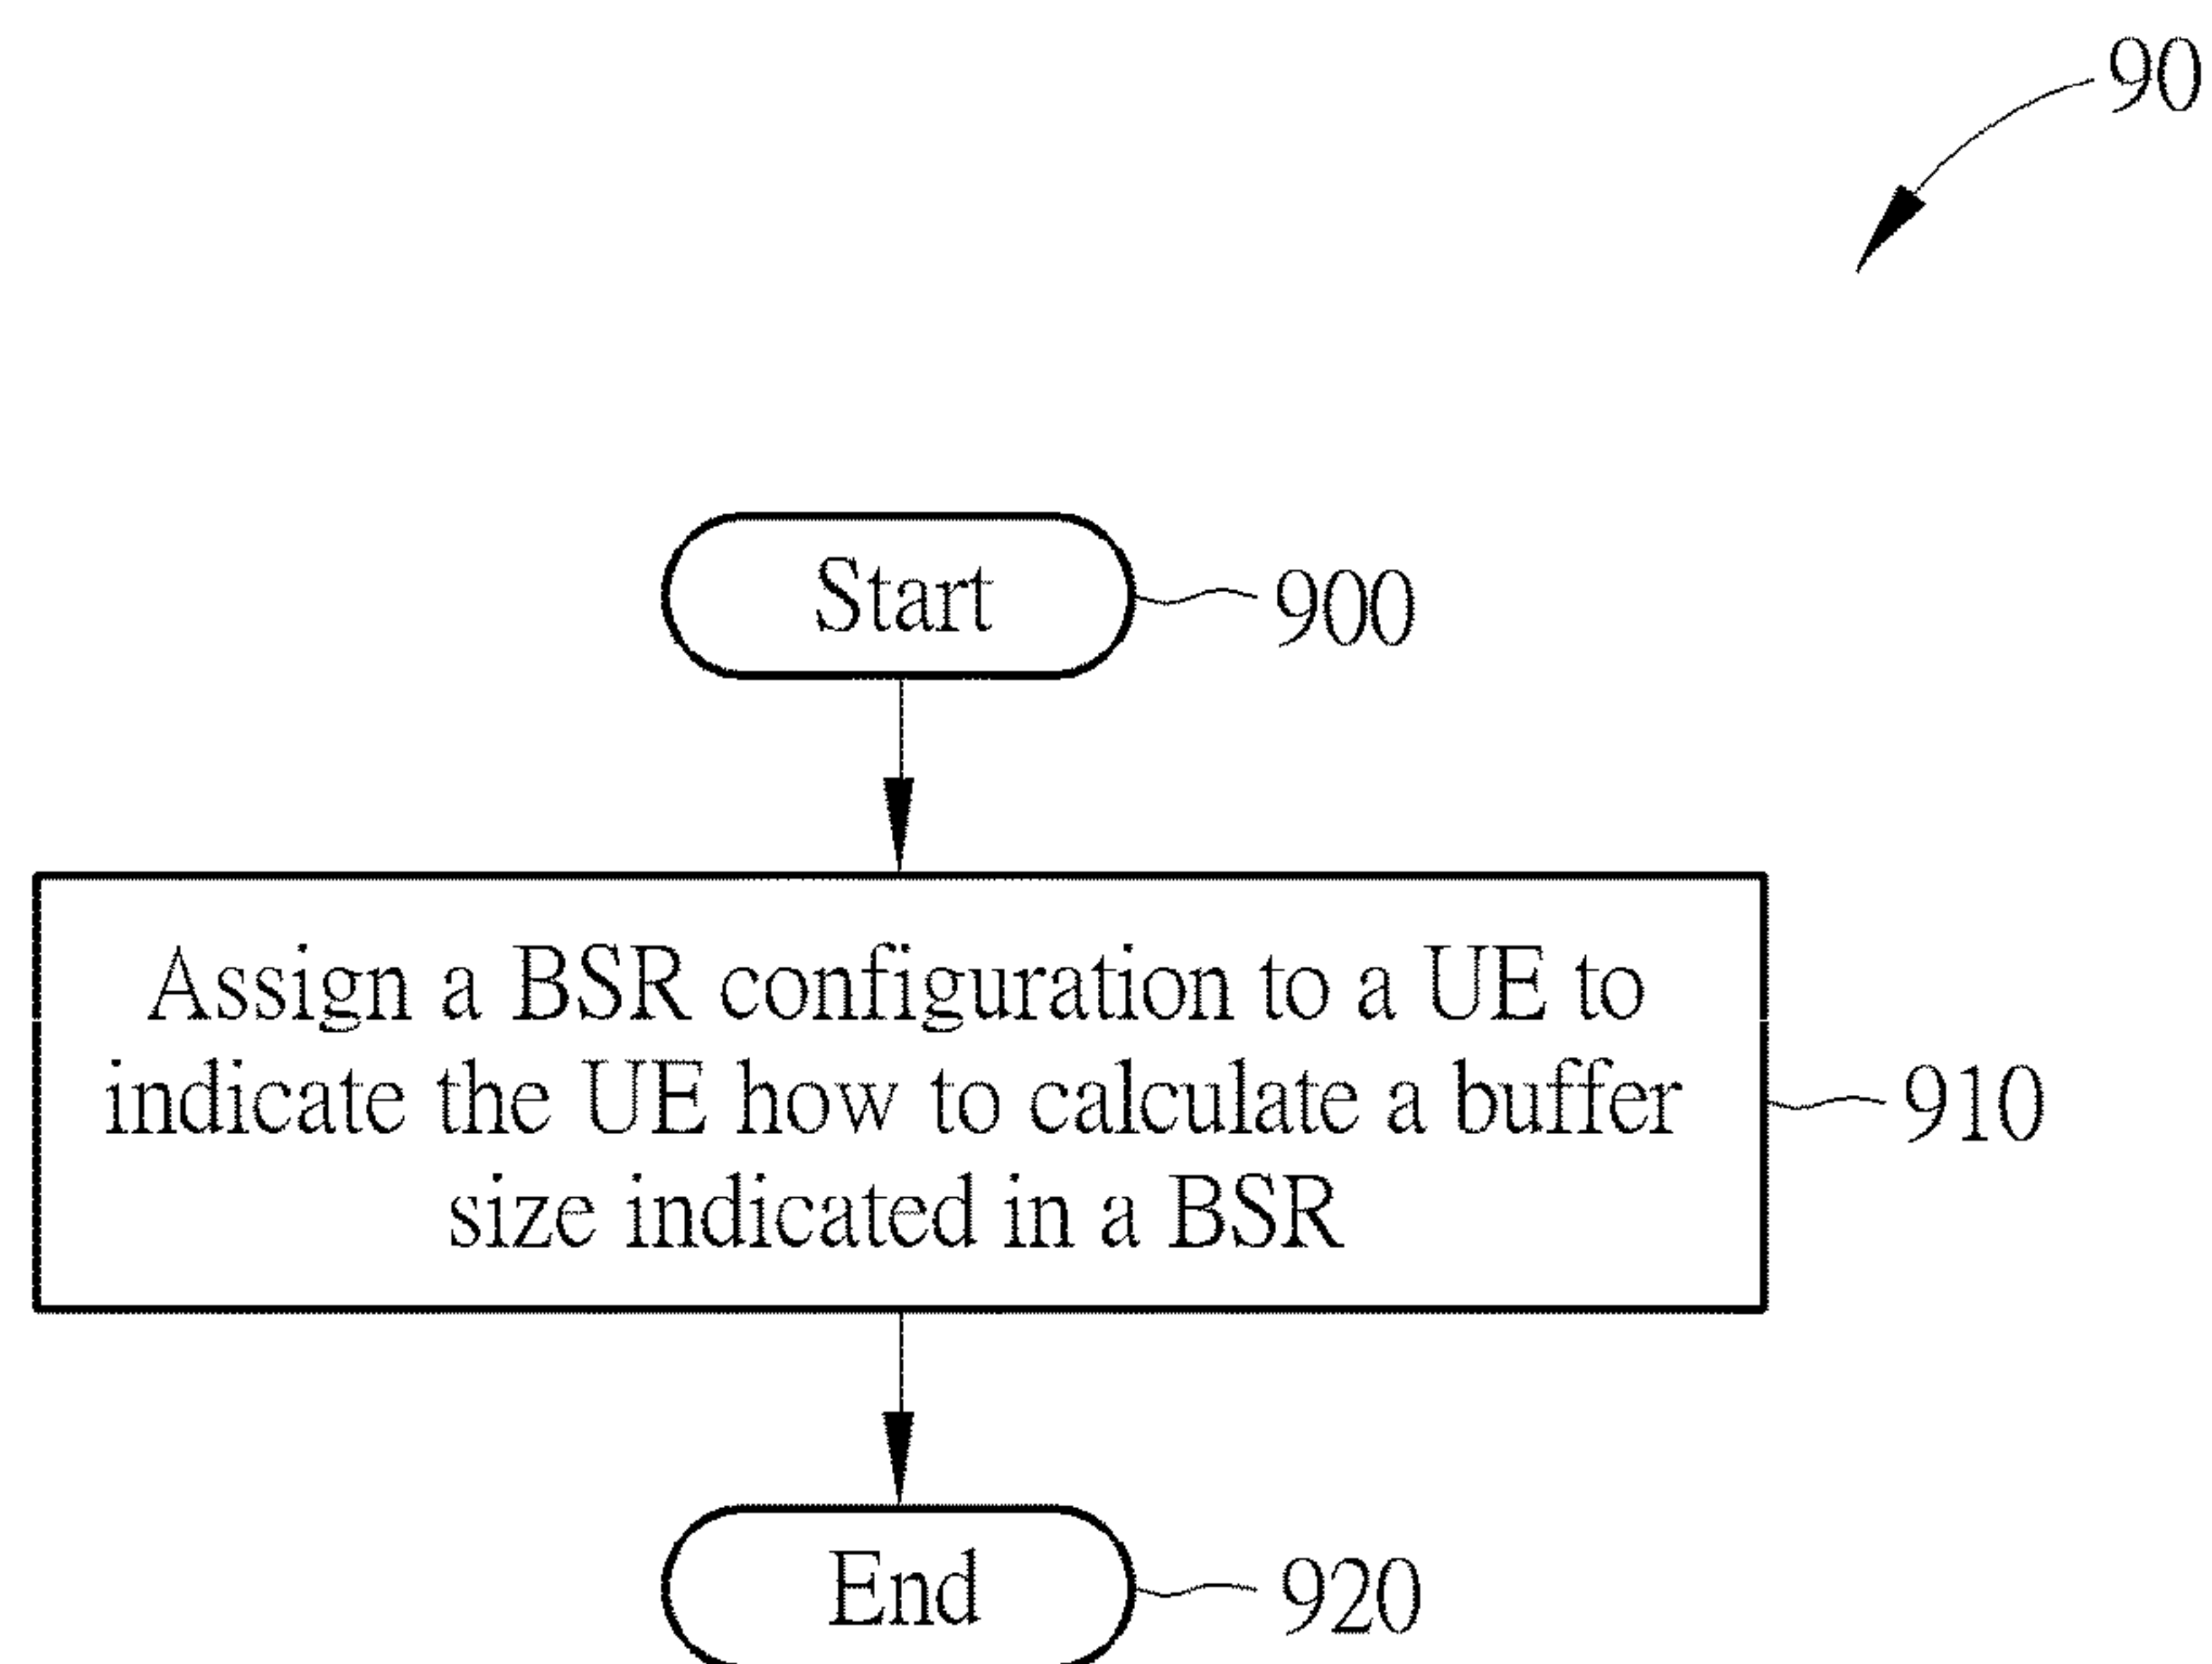 90
Start
900
Assign a BSR configuration to a UE to
indicate the UE how to calculate a buffer
size indicated in a BSR
910
End
920